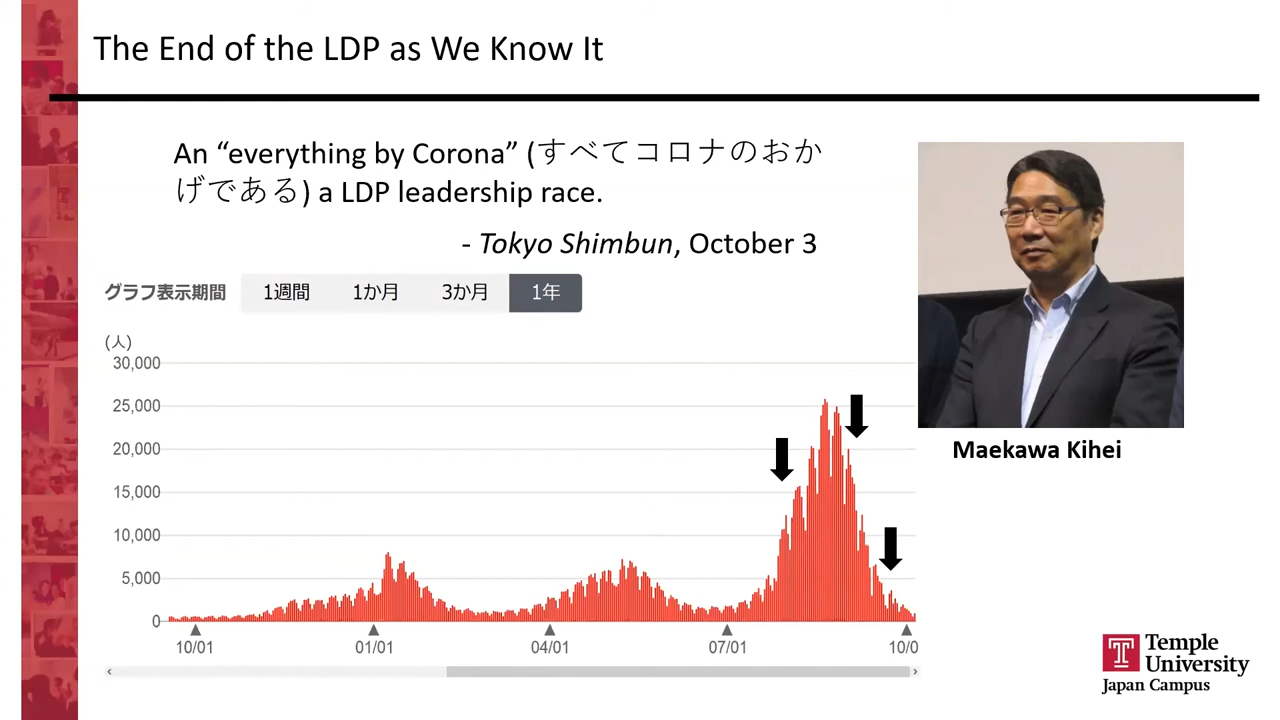 The End of the LDP as We Know It
An “everything by Corona” (すべてコロナのおか
げである) a LDP leadership race.
- Tokyo Shimbun, October 3
グラフ表示期間 1週間 1か月 3か月 1年
(人)
30,000
25,000
20,000
15,000
10,000
5,000
0
10/01 01/01 04/01 07/01 10/0
Maekawa Kihei
Temple
University
Japan Campus